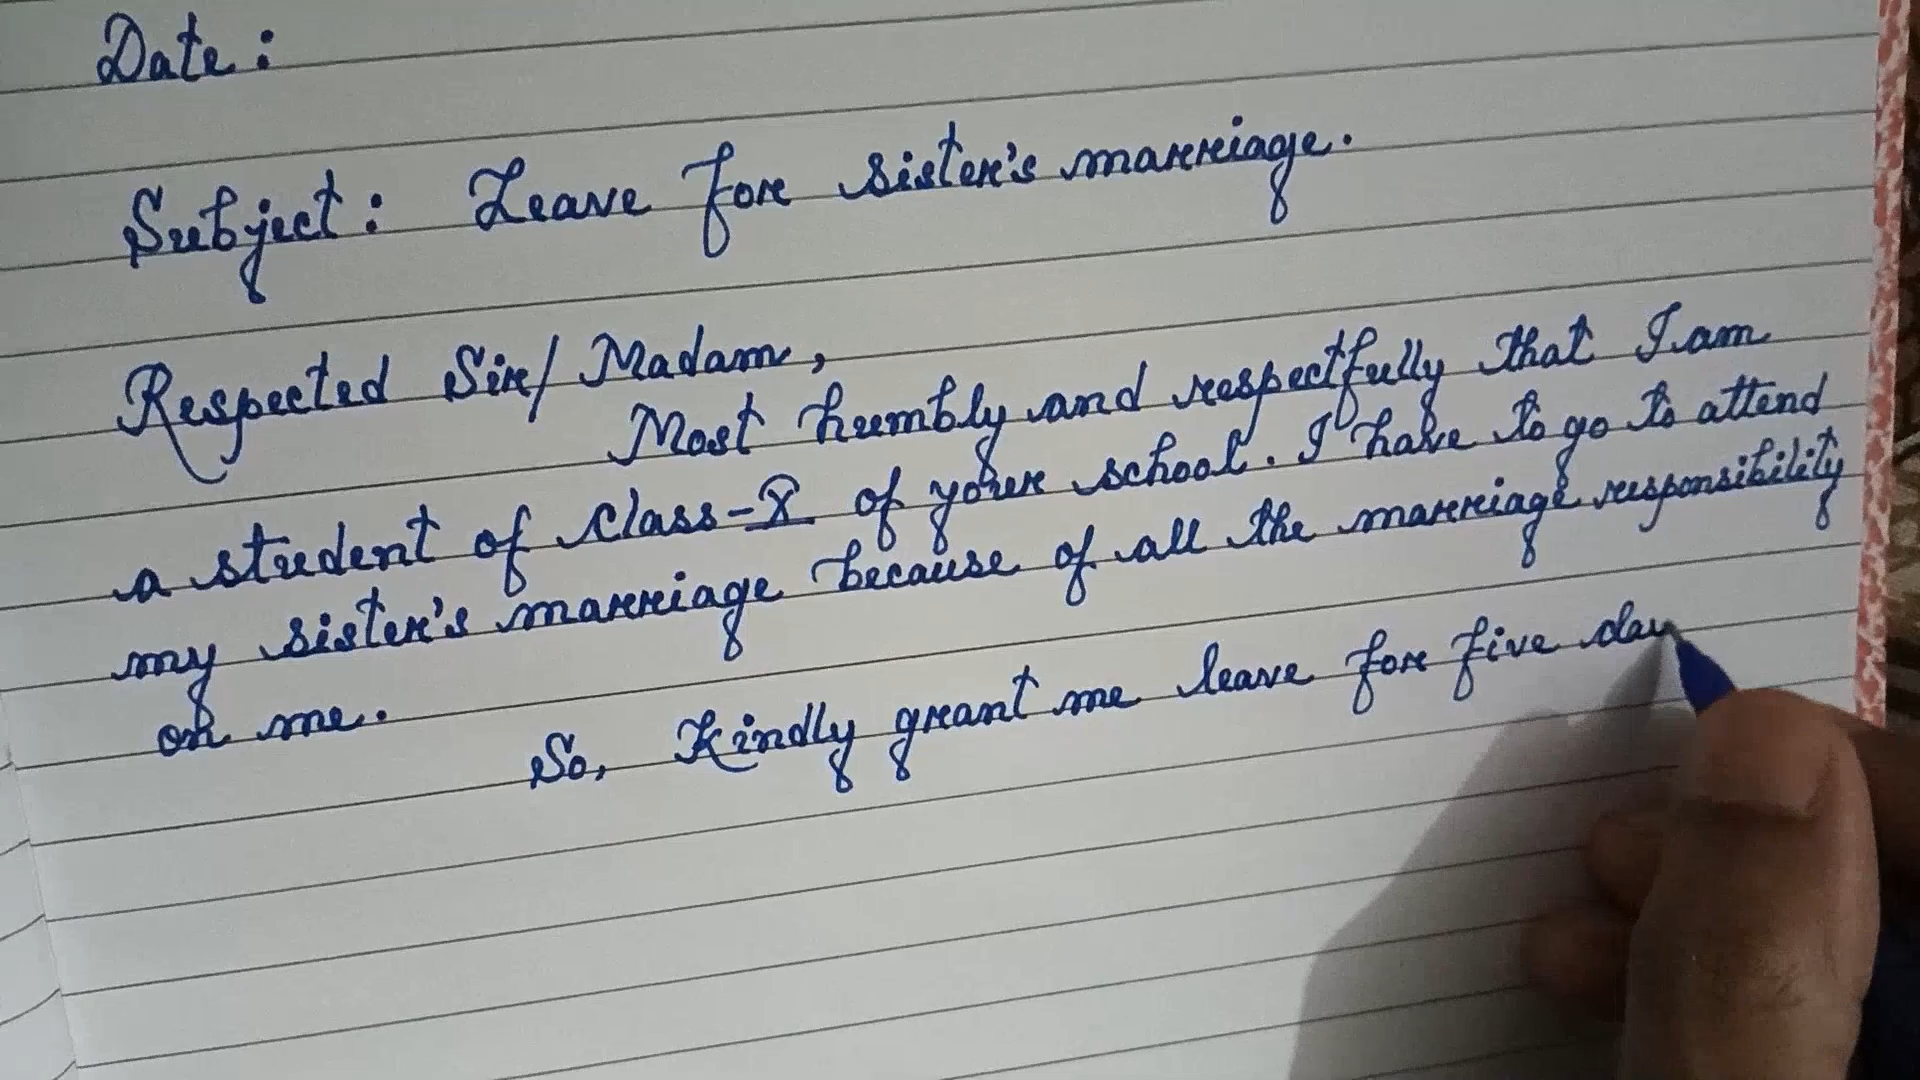 Date:
Subject: Leave for sister's marriage.
Respected Sir/Madam,
Most humbly and respectfully that I am
a student of class-X of your school. I have to go to attend
my sister's marriage because of all the marriage responsibility
on me.
So, Kindly grant me leave for five day